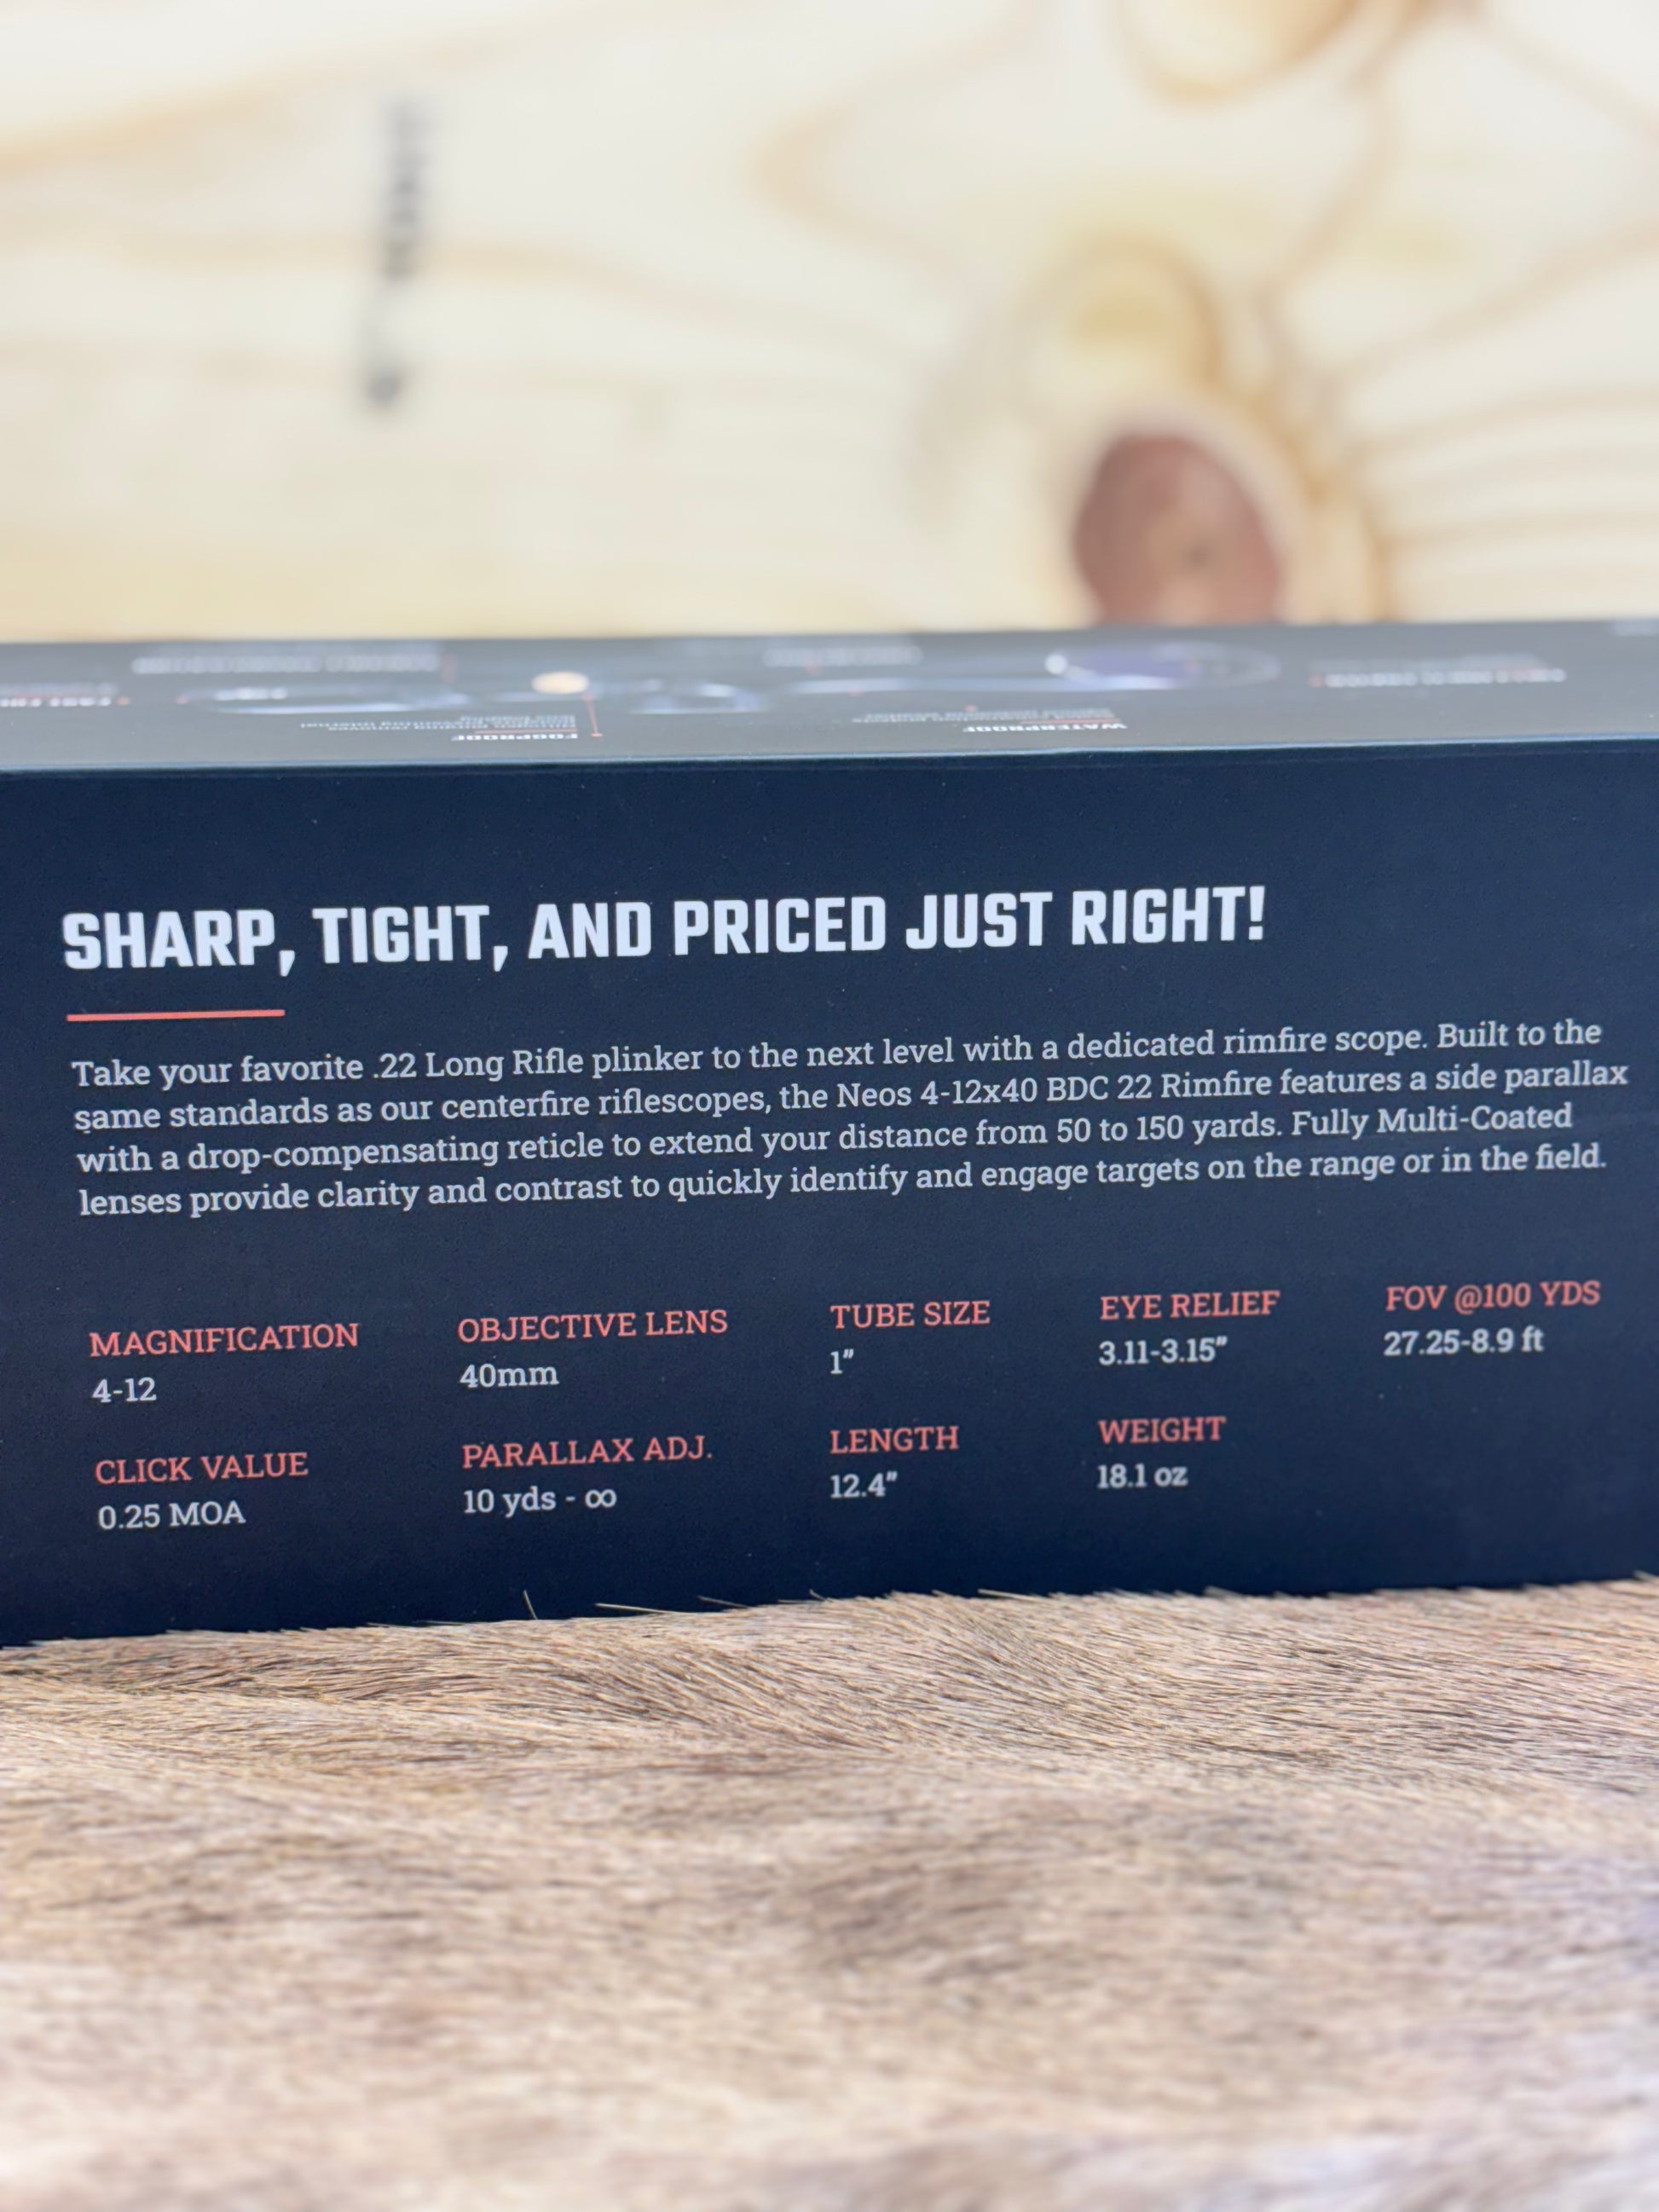 FOGPROOF
WATERPROOF
SHARP, TIGHT, AND PRICED JUST RIGHT!
Take your favorite .22 Long Rifle plinker to the next level with a dedicated rimfire scope. Built to the
same standards as our centerfire riflescopes, the Neos 4-12x40 BDC 22 Rimfire features a side parallax
with a drop-compensating reticle to extend your distance from 50 to 150 yards. Fully Multi-Coated
lenses provide clarity and contrast to quickly identify and engage targets on the range or in the field.
MAGNIFICATION
4-12
OBJECTIVE LENS
40mm
TUBE SIZE
1"
EYE RELIEF
3.11-3.15"
FOV @100 YDS
27.25-8.9 ft
CLICK VALUE
0.25 MOA
PARALLAX ADJ.
10 yds - ∞
LENGTH
12.4"
WEIGHT
18.1 oz